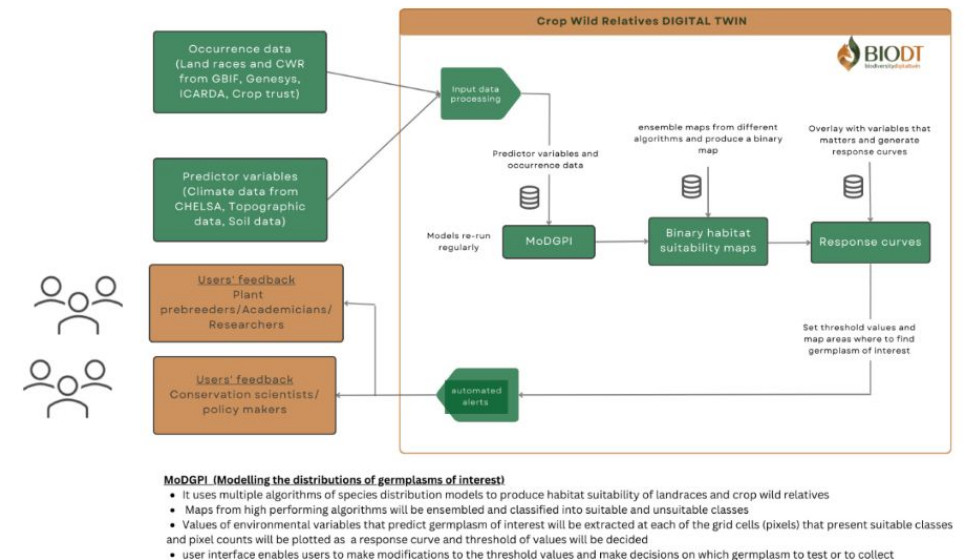 Crop Wild Relatives DIGITAL TWIN
BIODT
biodiversitydigitaltwin
Occurrence data
(Land races and CWR
from GBIF, Genesys,
ICARDA, Crop trust)
Input data
processing
Predictor variables
(Climate data from
CHELSA, Topographic
data, Soil data)
Predictor variables and
occurrence data
ensemble maps from different
algorithms and produce a binary
map
Overlay with variables that
matters and generate
response curves
Models re-run
regularly
MoDGPI
Binary habitat
suitability maps
Response curves
Users' feedback
Plant
prebreeders/Academicians/
Researchers
Set threshold values and
map areas where to find
germplasm of interest
Users' feedback
Conservation scientists/
policy makers
automated
alerts
MoDGPI (Modelling the distributions of germplasms of interest)
• It uses multiple algorithms of species distribution models to produce habitat suitability of landraces and crop wild relatives
• Maps from high performing algorithms will be ensembled and classified into suitable and unsuitable classes
• Values of environmental variables that predict germplasm of interest will be extracted at each of the grid cells (pixels) that present suitable classes
and pixel counts will be plotted as a response curve and threshold of values will be decided
• user interface enables users to make modifications to the threshold values and make decisions on which germplasm to test or to collect